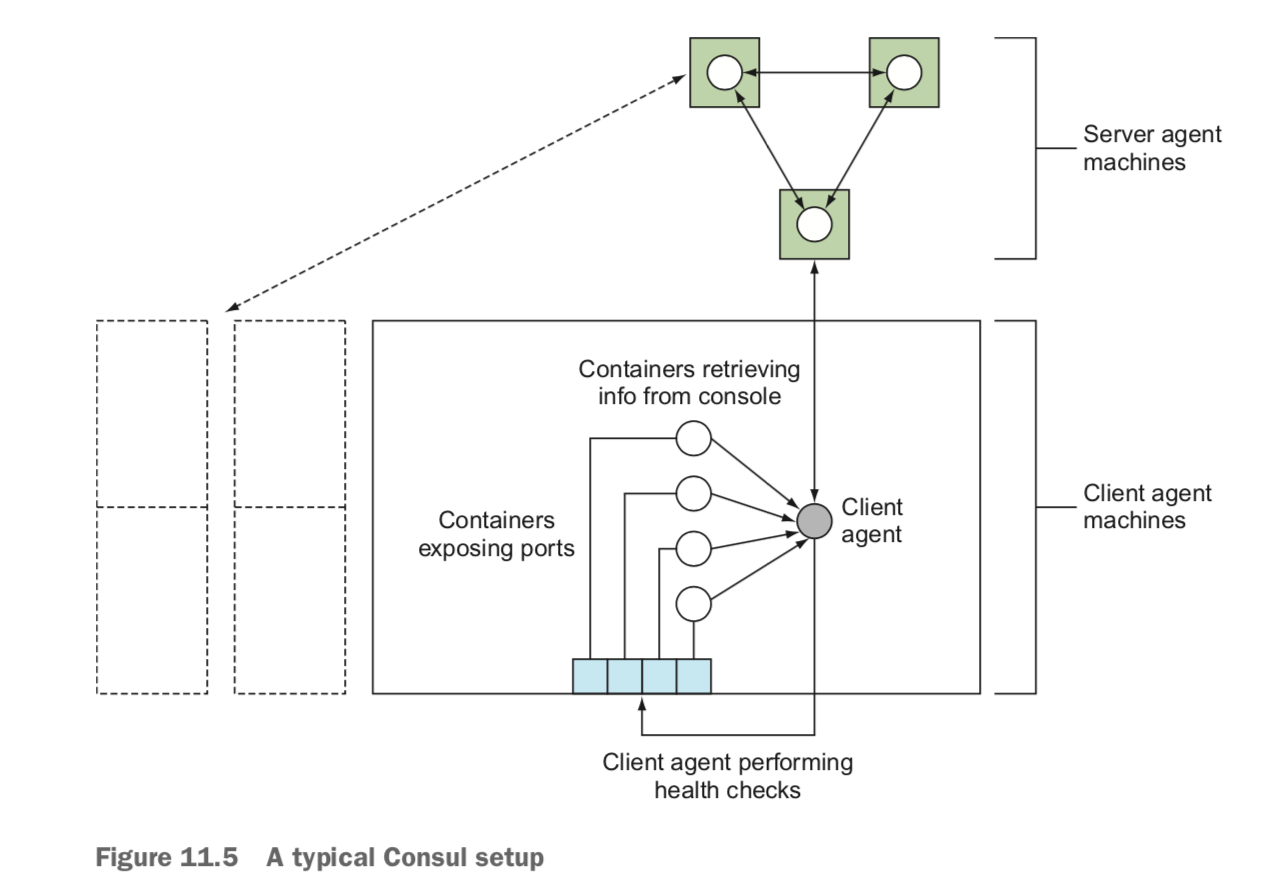 Server agent
machines
Containers retrieving
info from console
Containers
exposing ports
Client
agent
Client agent
machines
Client agent performing
health checks
Figure 11.5 A typical Consul setup